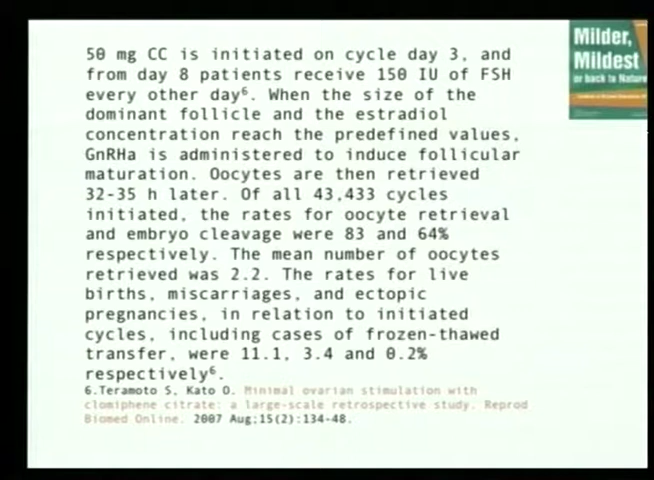 50 mg CC is initiated on cycle day 3, and
from day 8 patients receive 150 IU of FSH
every other day⁶. When the size of the
dominant follicle and the estradiol
concentration reach the predefined values,
GnRHa is administered to induce follicular
maturation. Oocytes are then retrieved
32-35 h later. Of all 43,433 cycles
initiated, the rates for oocyte retrieval
and embryo cleavage were 83 and 64%
respectively. The mean number of oocytes
retrieved was 2.2. The rates for live
births, miscarriages, and ectopic
pregnancies, in relation to initiated
cycles, including cases of frozen-thawed
transfer, were 11.1, 3.4 and 0.2%
respectively⁶.
6.Teramoto S, Kato O. Minimal ovarian stimulation with
clomiphene citrate: a large-scale retrospective study. Reprod
Biomed Online. 2007 Aug;15(2):134-48.
Milder,
Mildest
or back to Nature